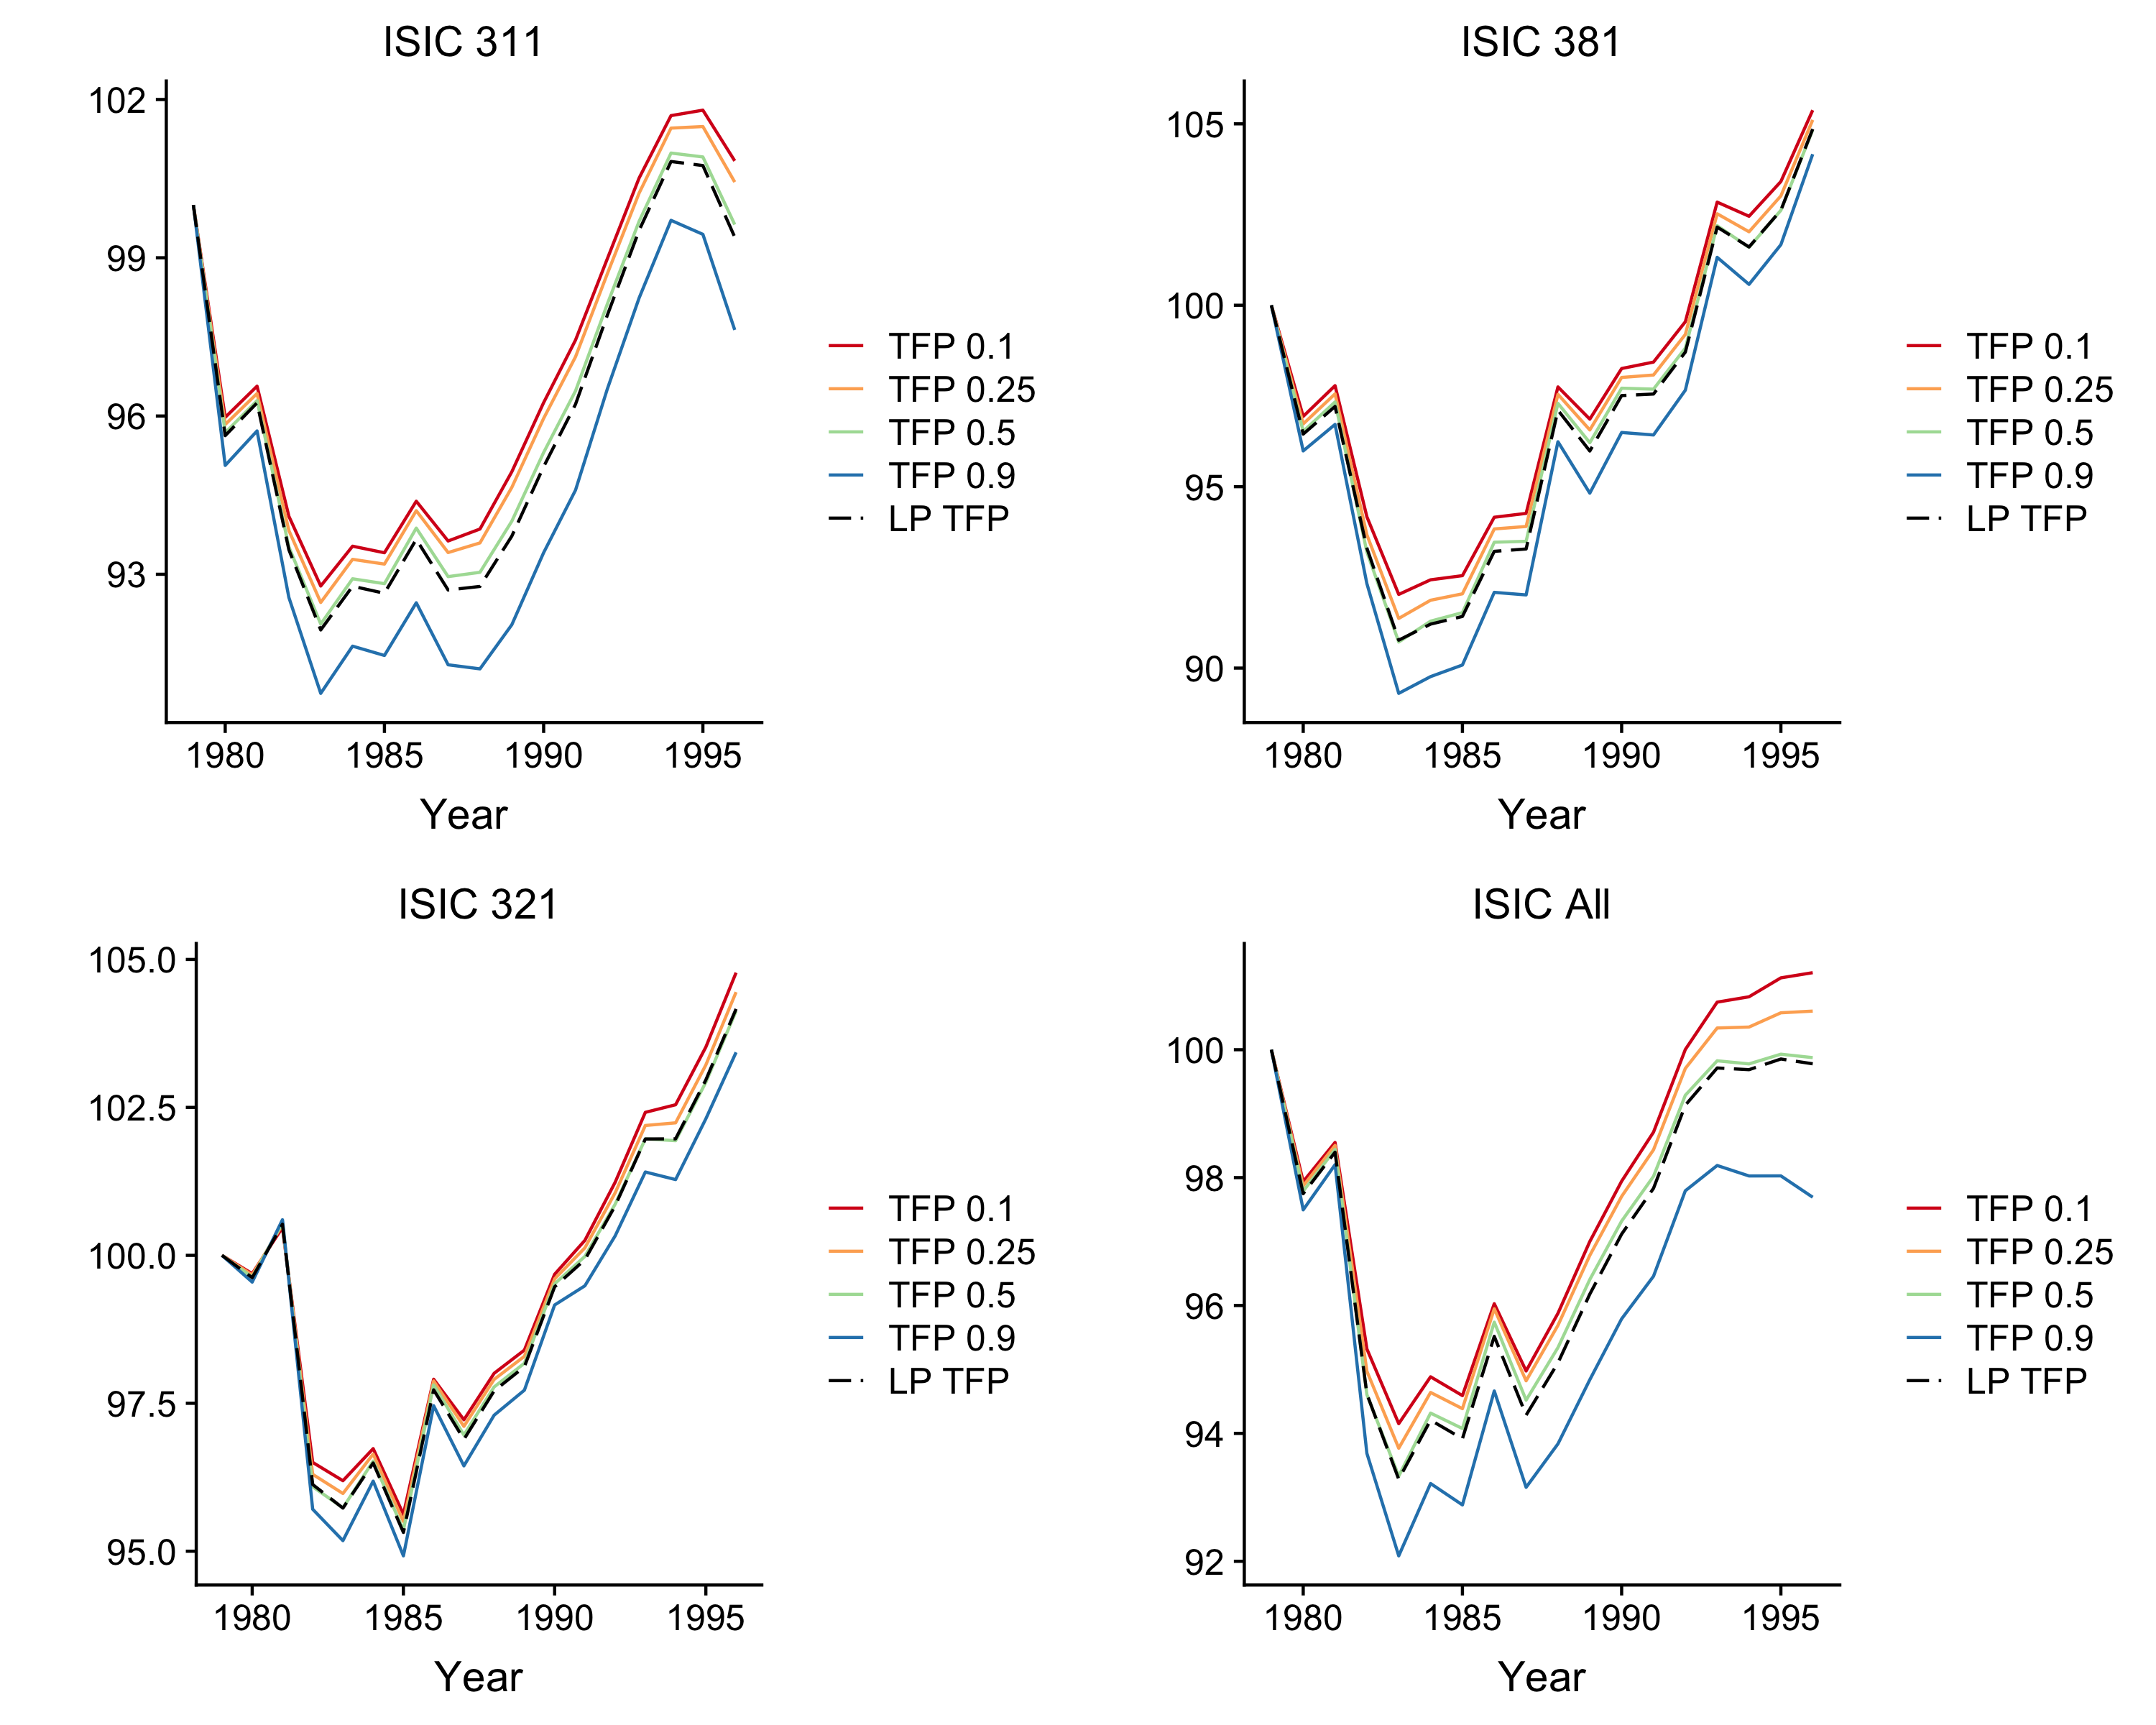 ISIC 311
102
99
96
93
1980 1985 1990 1995
Year
TFP 0.1
TFP 0.25
TFP 0.5
TFP 0.9
LP TFP
ISIC 381
105
100
95
90
1980 1985 1990 1995
Year
TFP 0.1
TFP 0.25
TFP 0.5
TFP 0.9
LP TFP
ISIC 321
105.0
102.5
100.0
97.5
95.0
1980 1985 1990 1995
Year
TFP 0.1
TFP 0.25
TFP 0.5
TFP 0.9
LP TFP
ISIC All
100
98
96
94
92
1980 1985 1990 1995
Year
TFP 0.1
TFP 0.25
TFP 0.5
TFP 0.9
LP TFP